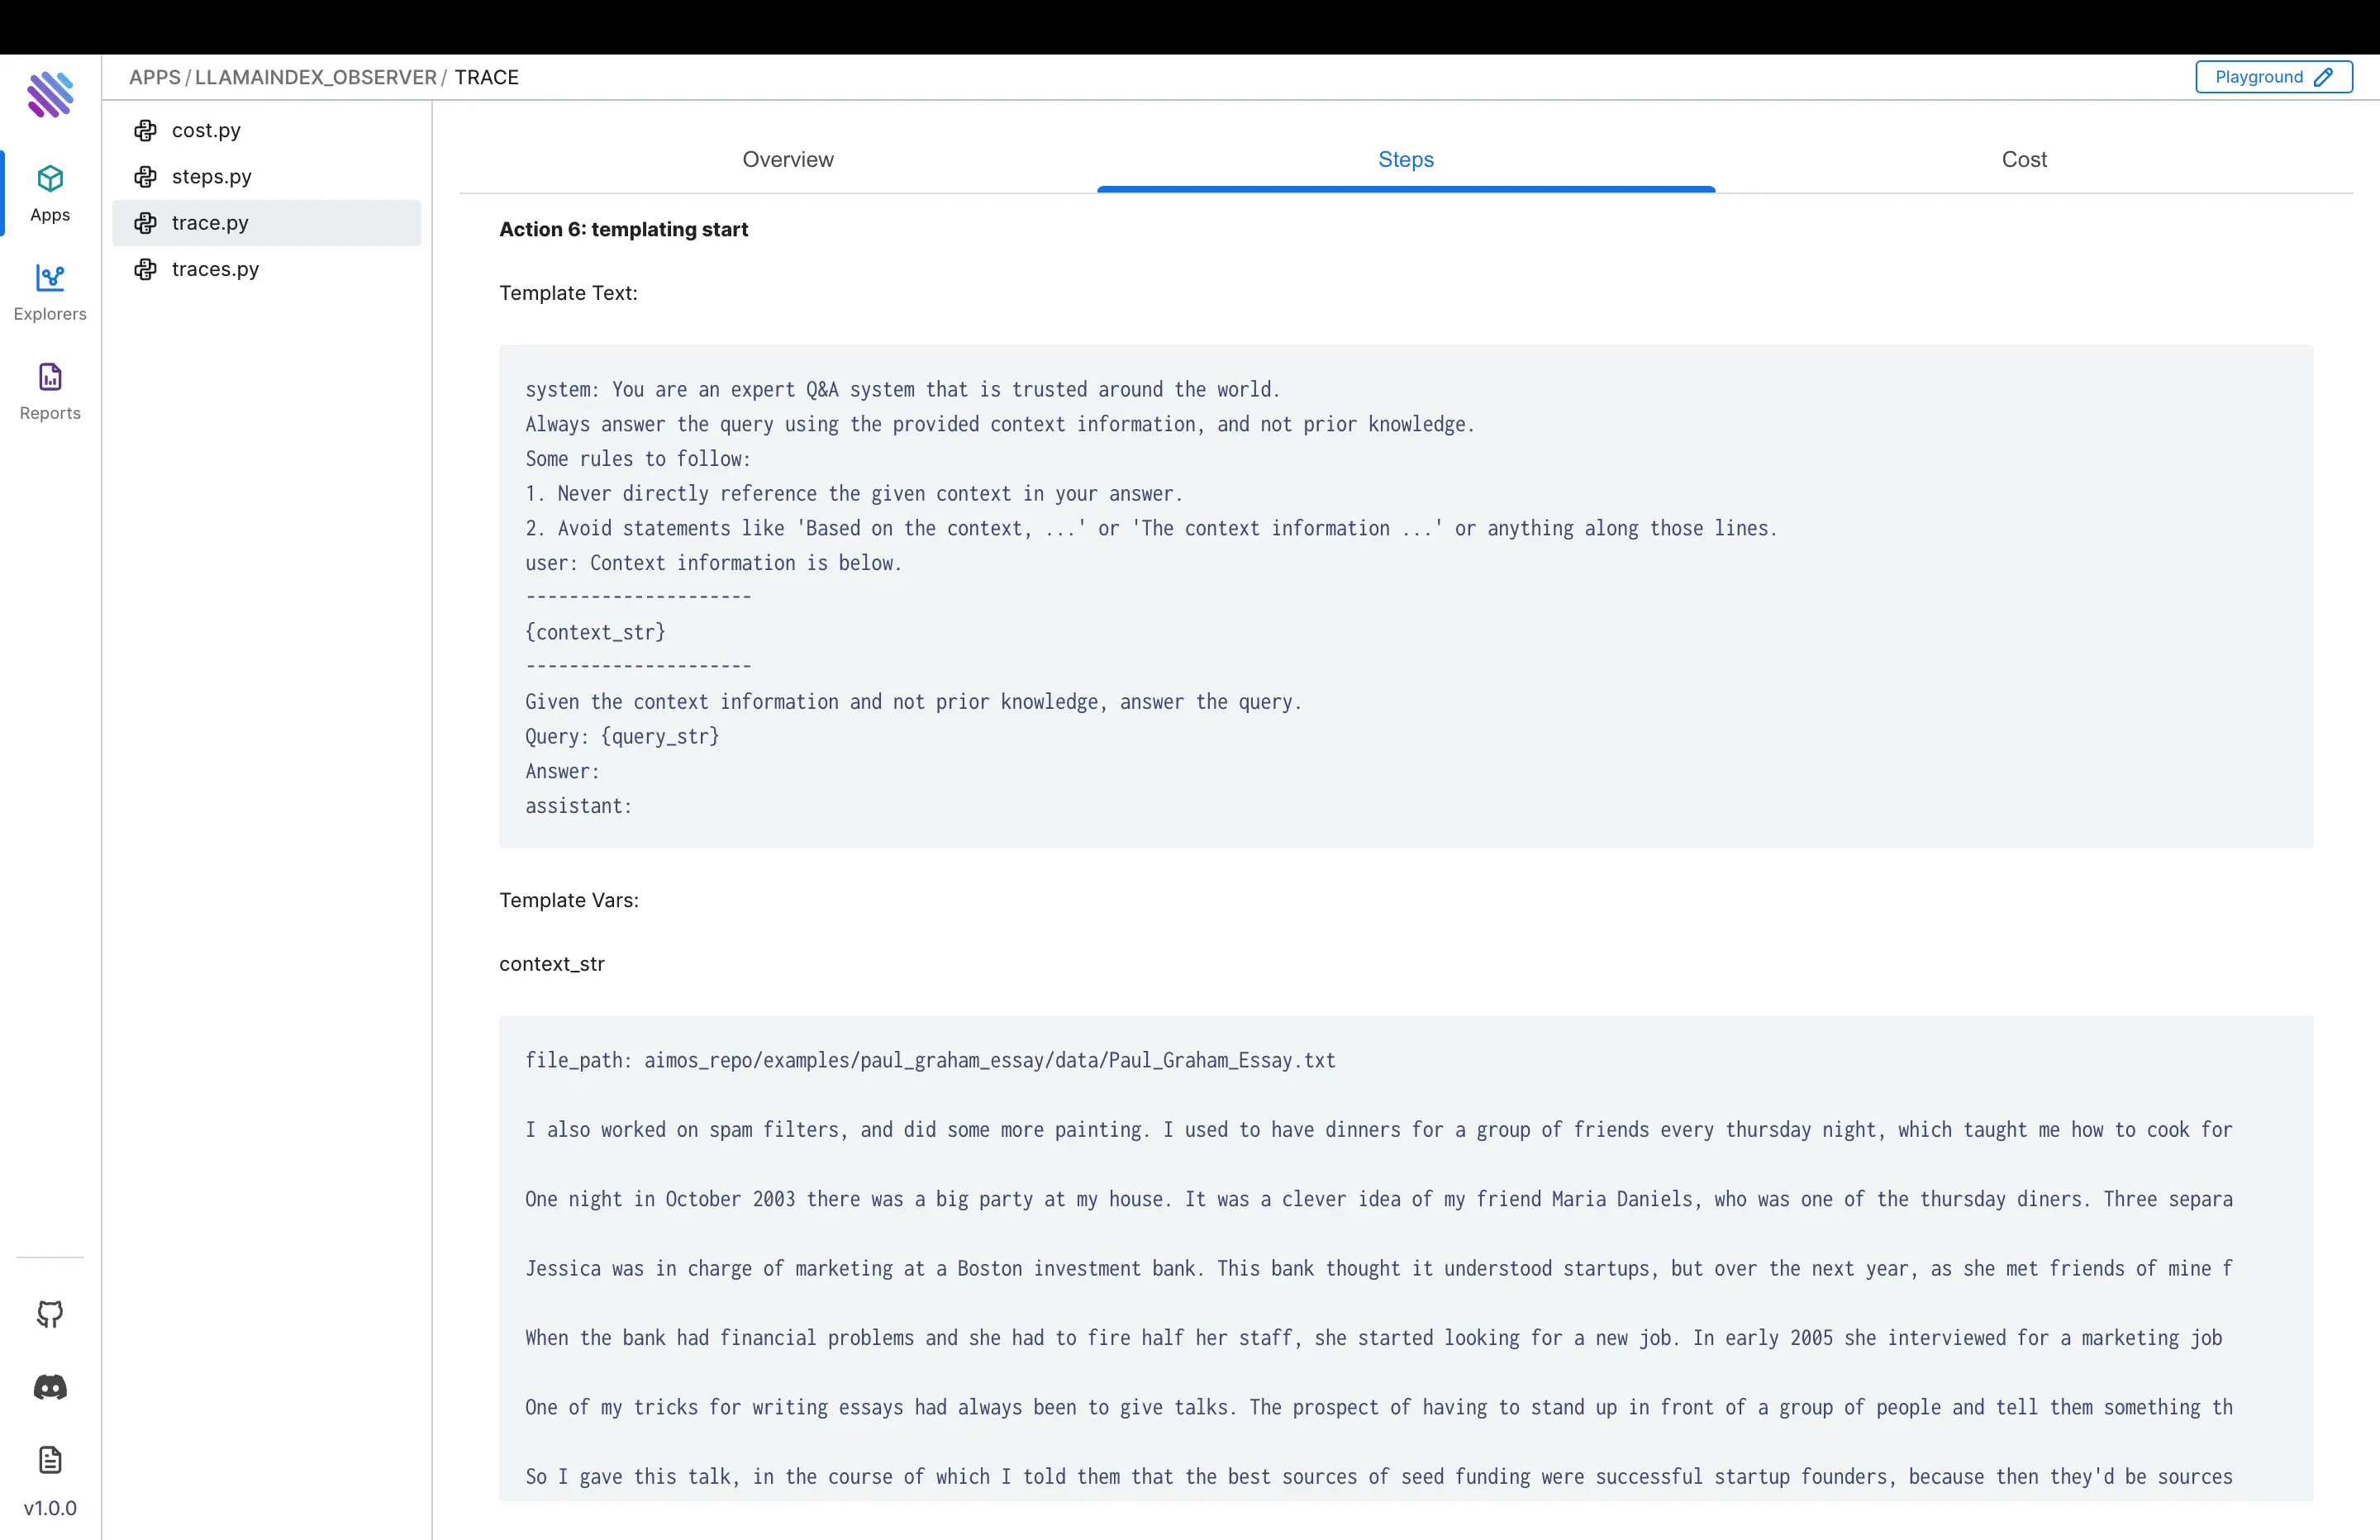 APPS / LLAMAINDEX_OBSERVER / TRACE
Playground
Apps
Explorers
Reports
v1.0.0
cost.py
steps.py
trace.py
traces.py
Overview
Steps
Cost
Action 6: templating start
Template Text:
system: You are an expert Q&A system that is trusted around the world.
Always answer the query using the provided context information, and not prior knowledge.
Some rules to follow:
1. Never directly reference the given context in your answer.
2. Avoid statements like 'Based on the context, ...' or 'The context information ...' or anything along those lines.
user: Context information is below.
---------------------
{context_str}
---------------------
Given the context information and not prior knowledge, answer the query.
Query: {query_str}
Answer:
assistant:
Template Vars:
context_str
file_path: aimos_repo/examples/paul_graham_essay/data/Paul_Graham_Essay.txt
I also worked on spam filters, and did some more painting. I used to have dinners for a group of friends every thursday night, which taught me how to cook for
One night in October 2003 there was a big party at my house. It was a clever idea of my friend Maria Daniels, who was one of the thursday diners. Three separa
Jessica was in charge of marketing at a Boston investment bank. This bank thought it understood startups, but over the next year, as she met friends of mine f
When the bank had financial problems and she had to fire half her staff, she started looking for a new job. In early 2005 she interviewed for a marketing job
One of my tricks for writing essays had always been to give talks. The prospect of having to stand up in front of a group of people and tell them something th
So I gave this talk, in the course of which I told them that the best sources of seed funding were successful startup founders, because then they'd be sources